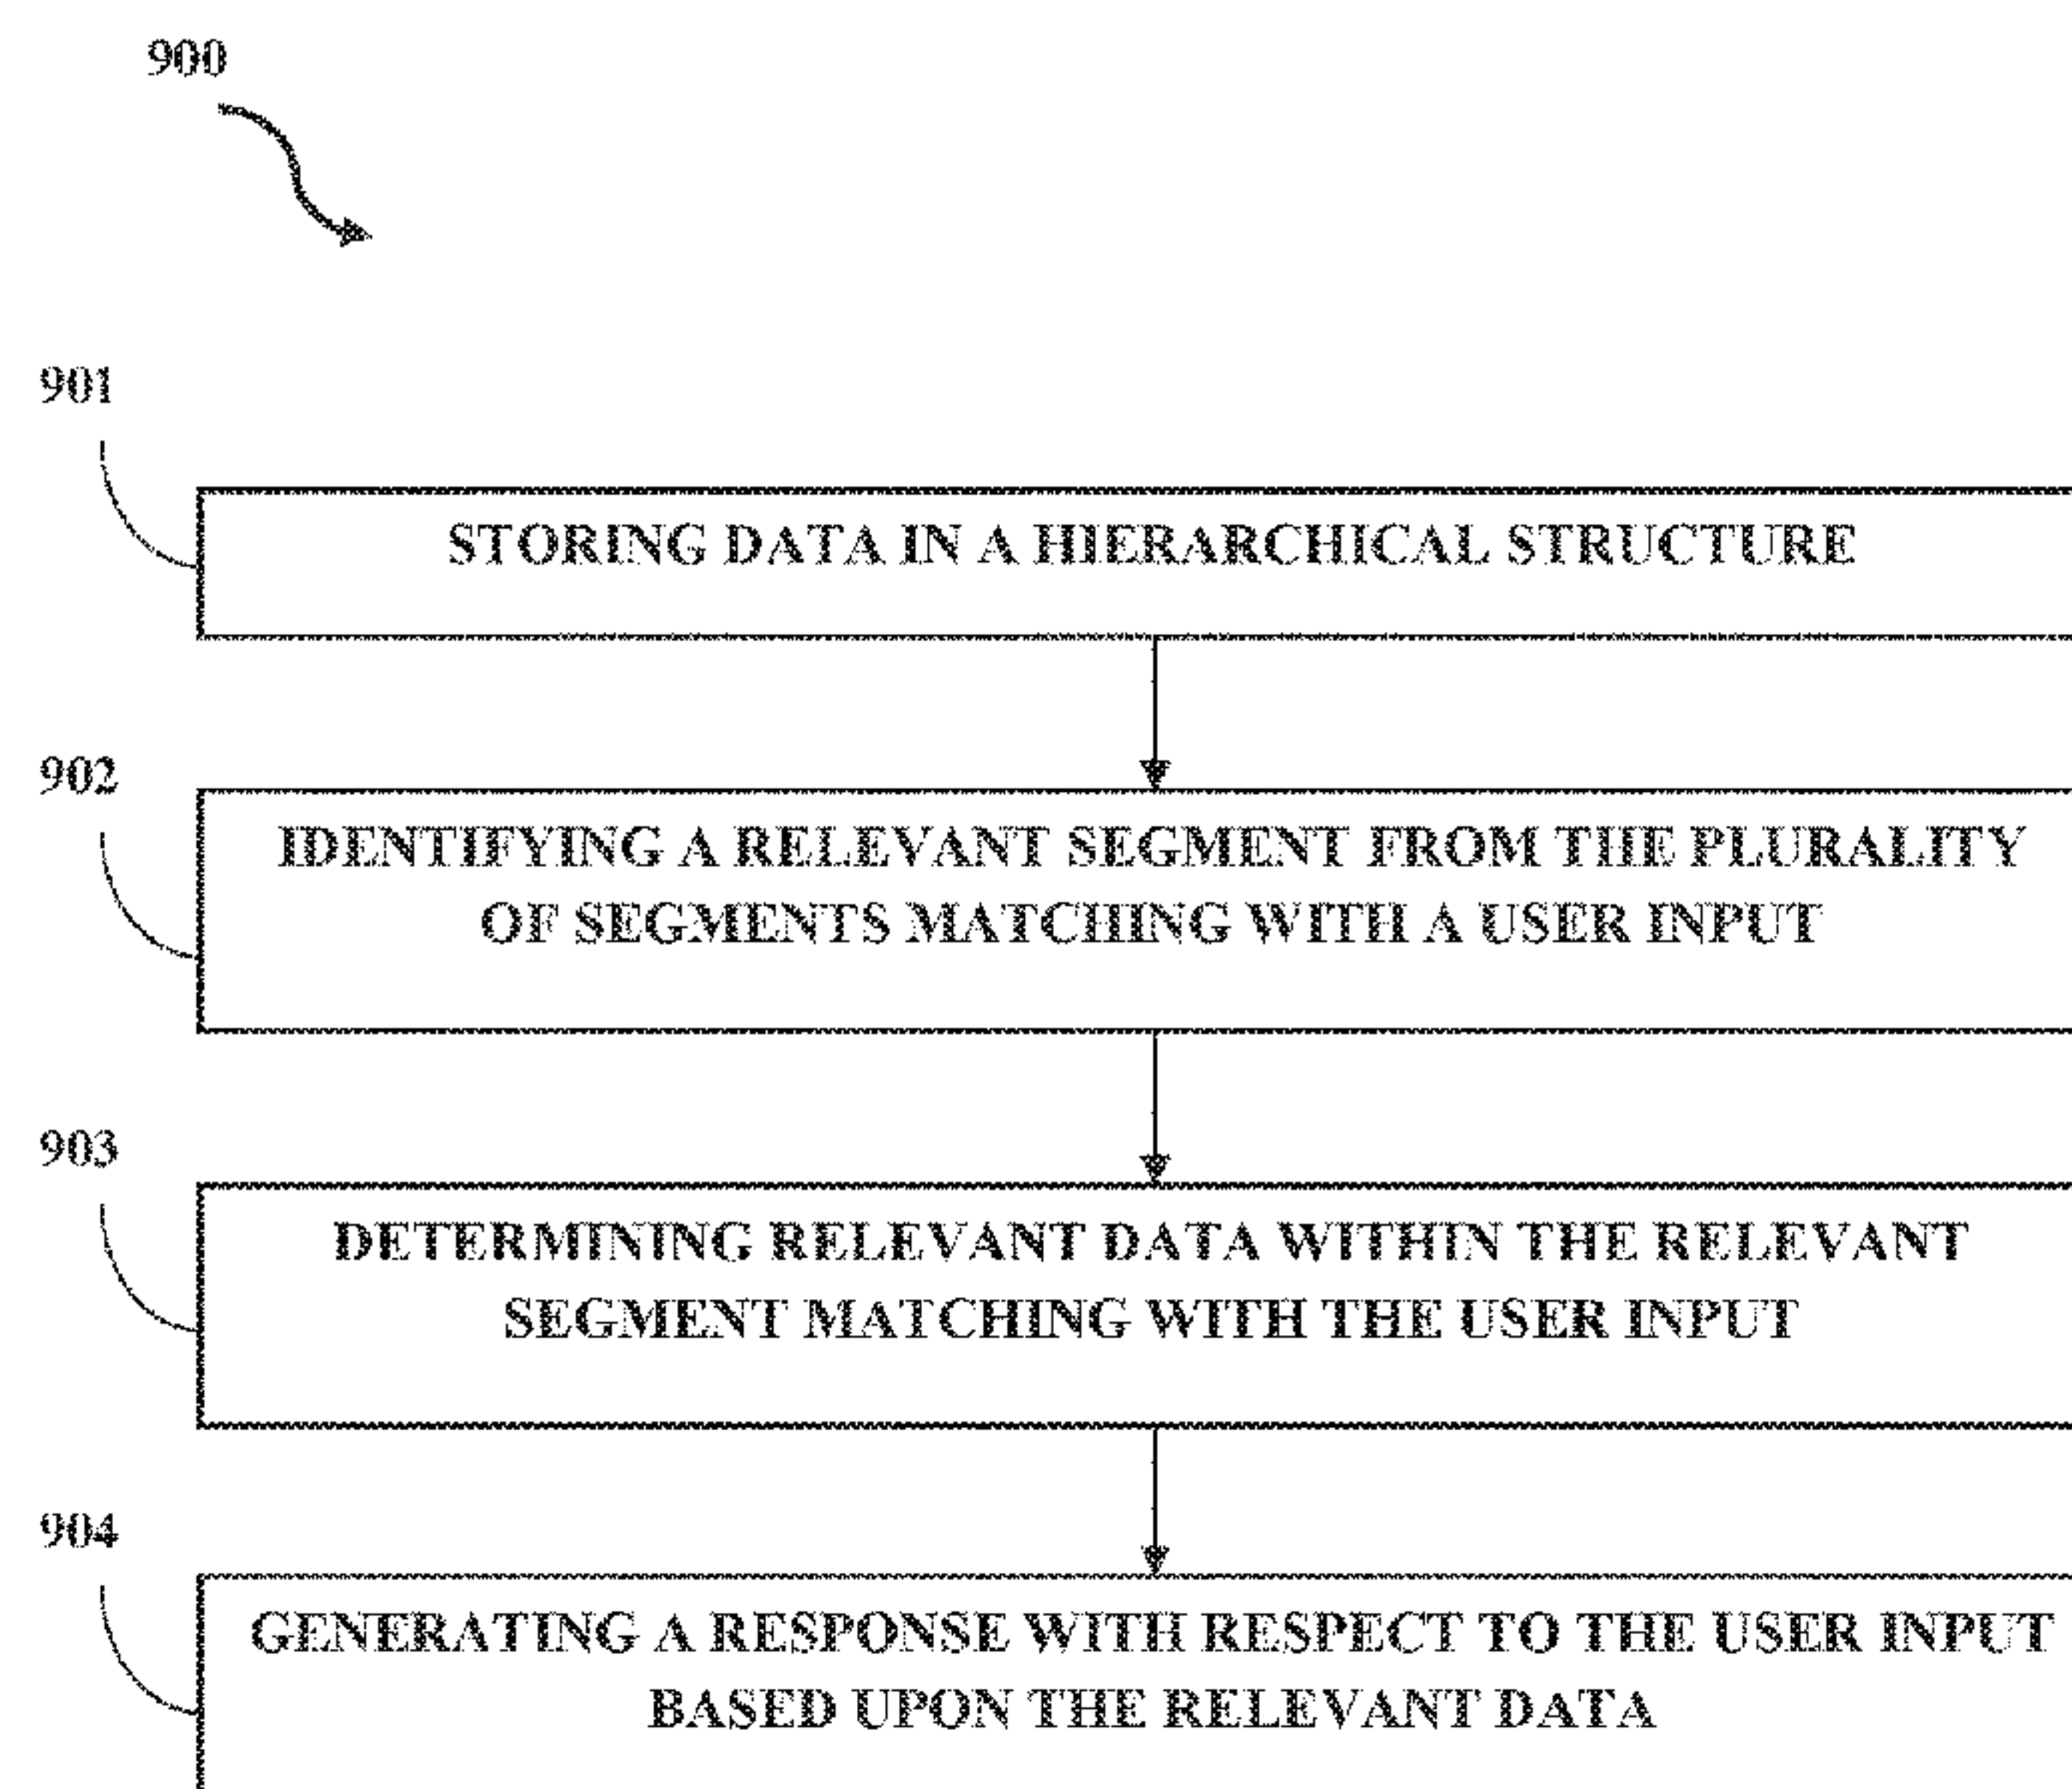 900
901
STORING DATA IN A HIERARCHICAL STRUCTURE
902
IDENTIFYING A RELEVANT SEGMENT FROM THE PLURALITY
OF SEGMENTS MATCHING WITH A USER INPUT
903
DETERMINING RELEVANT DATA WITHIN THE RELEVANT
SEGMENT MATCHING WITH THE USER INPUT
904
GENERATING A RESPONSE WITH RESPECT TO THE USER INPUT
BASED UPON THE RELEVANT DATA